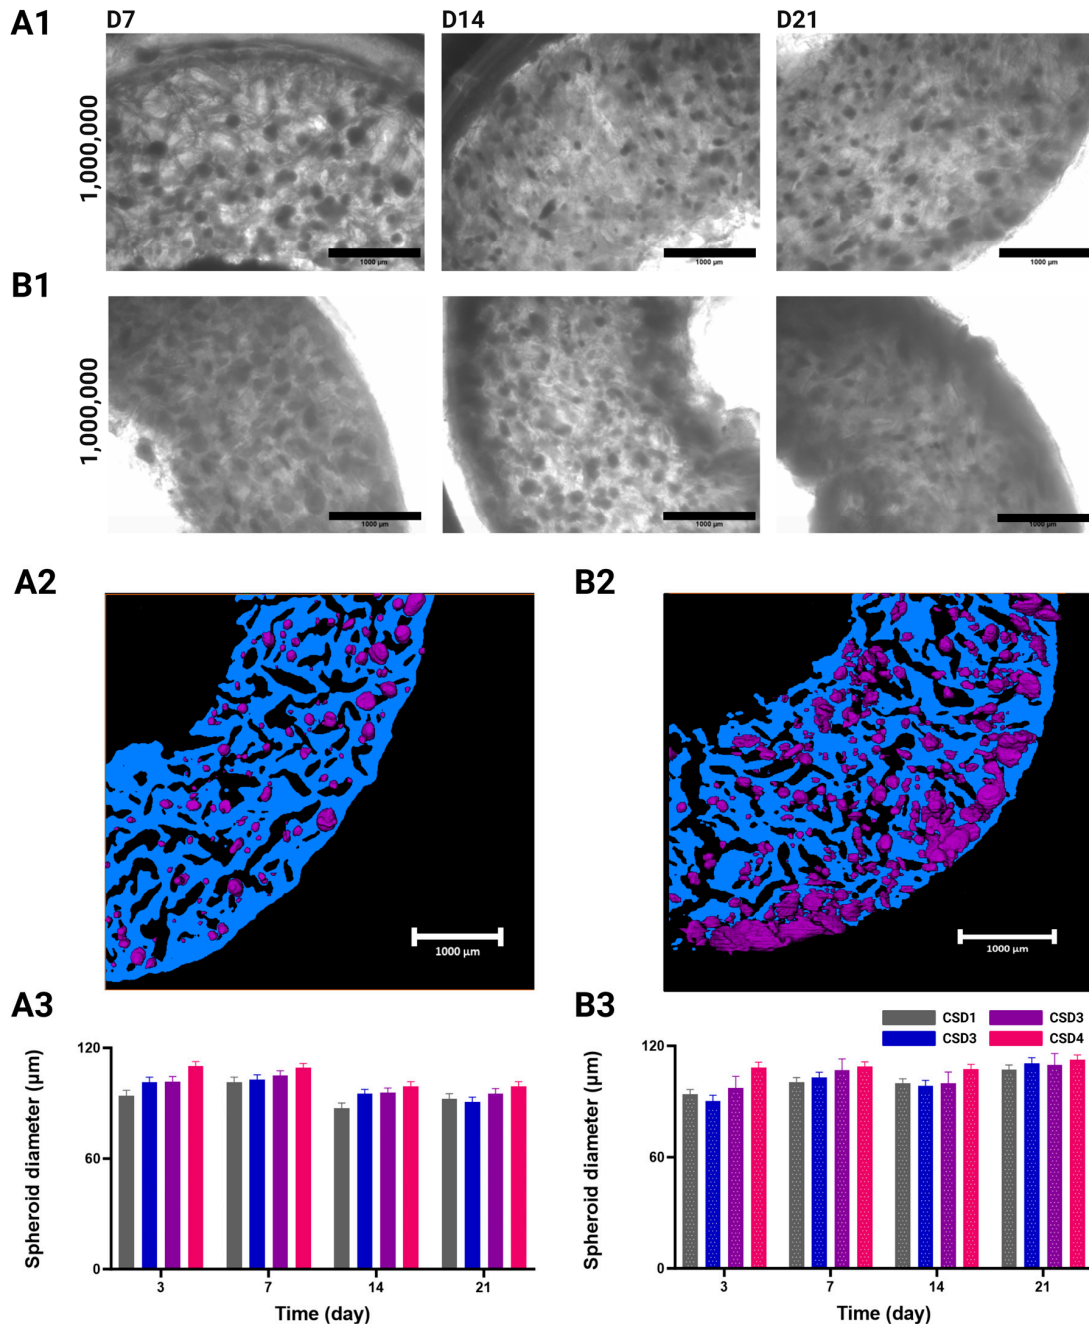 A1
D7
D14
D21
1,000,000
1000 µm
1000 µm
1000 µm
B1
1,000,000
1000 µm
1000 µm
1000 µm
A2
B2
1000 µm
1000 µm
A3
B3
CSD1
CSD3
CSD3
CSD4
120
60
0
Spheroid diameter (µm)
3
7
14
21
Time (day)
120
60
0
Spheroid diameter (µm)
3
7
14
21
Time (day)